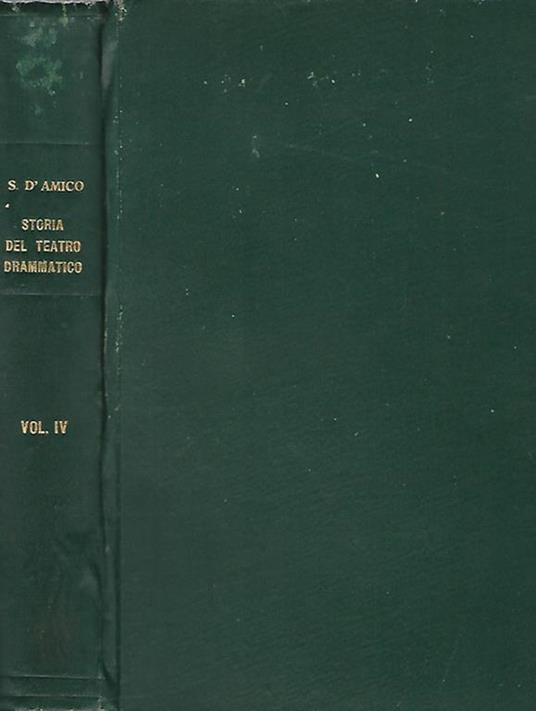 S. D'AMICO
STORIA
DEL TEATRO
DRAMMATICO
VOL. IV